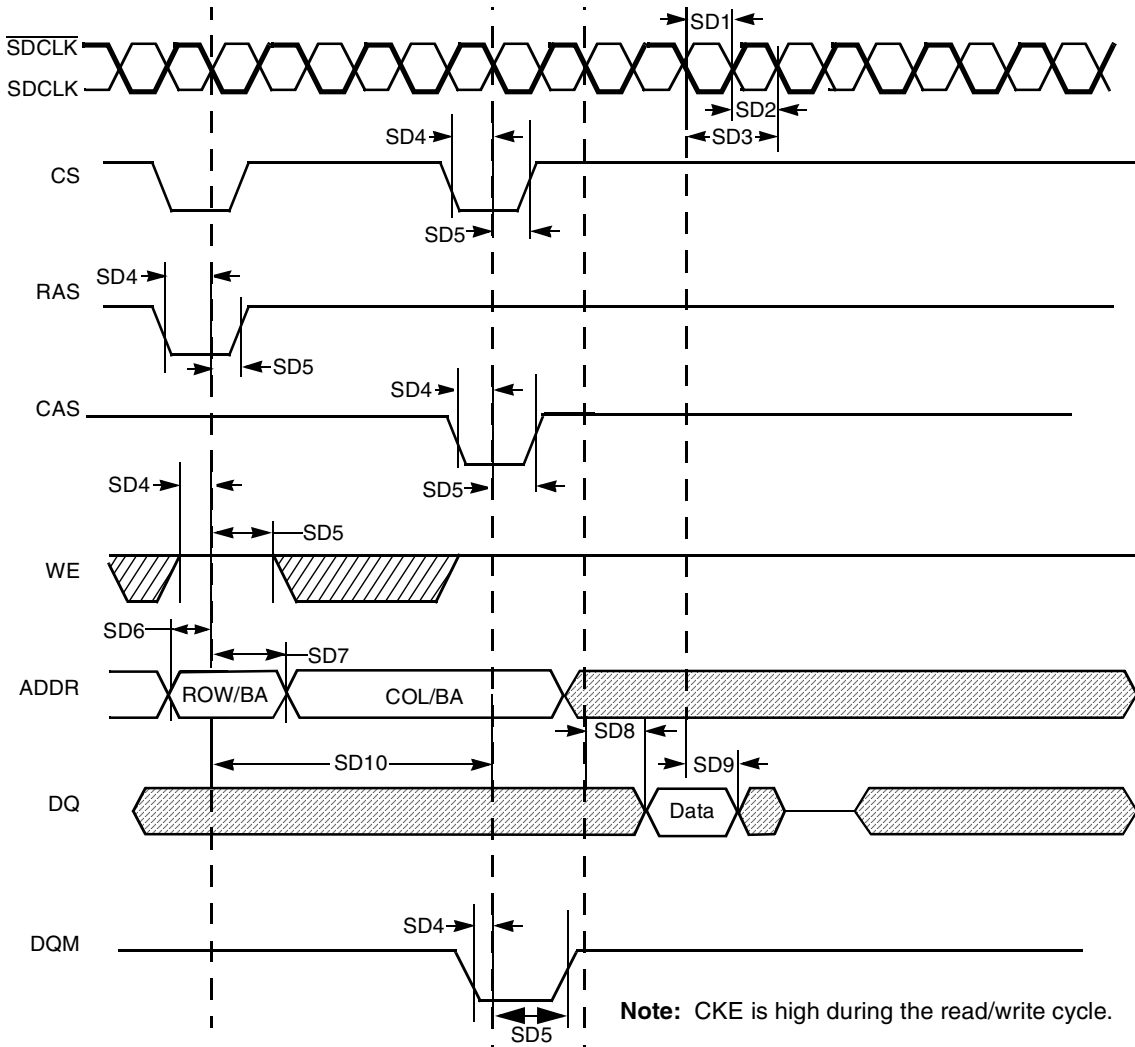 SDCLK
SD1
SDCLK
SD2
SD4
SD3
CS
SD5
SD4
RAS
SD5
SD4
CAS
SD4
SD5
SD5
WE
SD6
SD7
ADDR
ROW/BA
COL/BA
SD8
SD10
SD9
DQ
Data
SD4
DQM
Note: CKE is high during the read/write cycle.
SD5